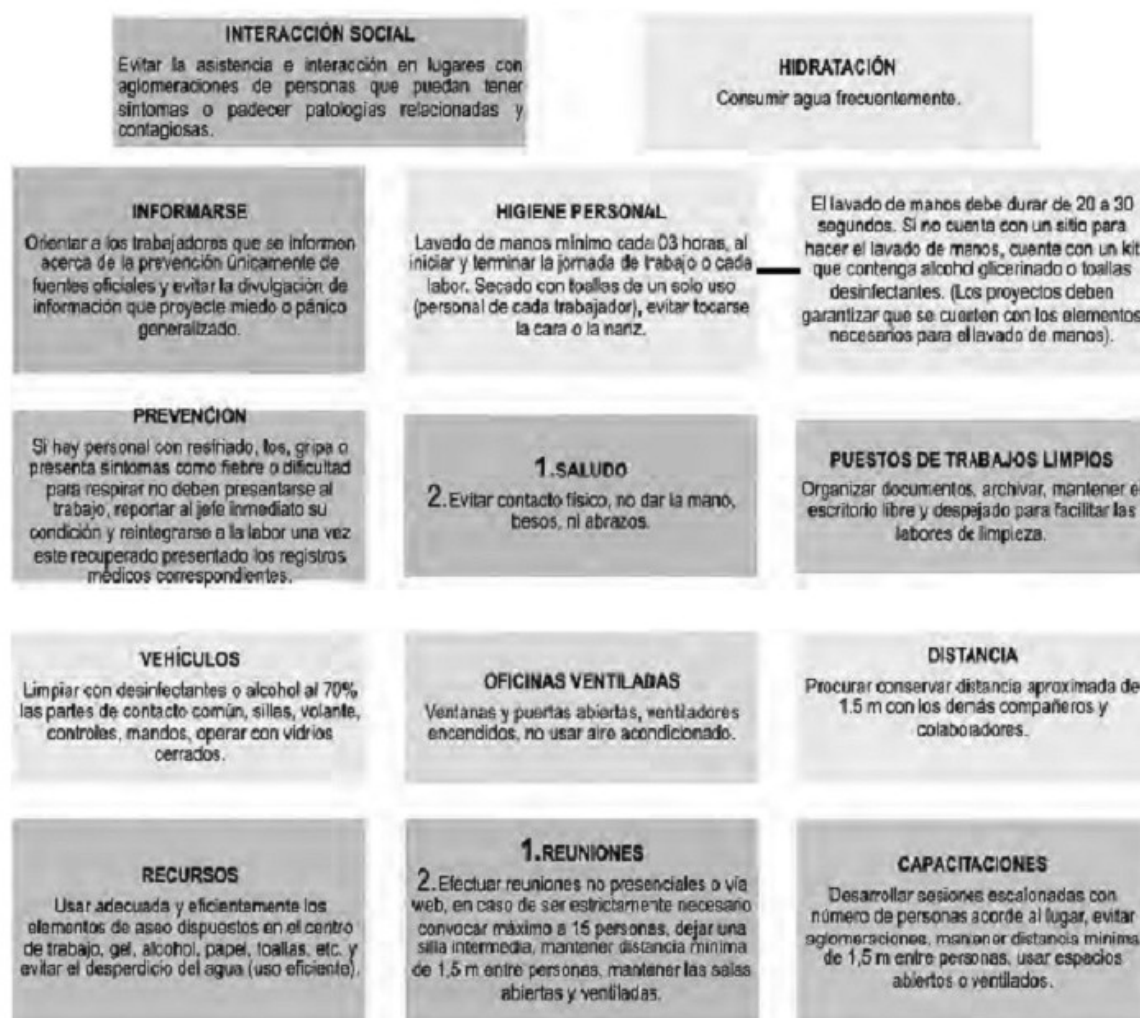 INTERACCIÓN SOCIAL
Evitar la asistencia e interacción en lugares con
aglomeraciones de personas que puedan tener
síntomas o padecer patologías relacionadas y
contagiosas.
HIDRATACIÓN
Consumir agua frecuentemente.
INFORMARSE
Orientar a los trabajadores que se informen
acerca de la prevención únicamente de
fuentes oficiales y evitar la divulgación de
información que proyecte miedo o pánico
generalizado.
HIGIENE PERSONAL
Lavado de manos mínimo cada 03 horas, al
iniciar y terminar la jornada de trabajo o cada
labor. Secado con toallas de un solo uso
(personal de cada trabajador), evitar tocarse
la cara o la nariz.
El lavado de manos debe durar de 20 a 30
segundos. Si no cuenta con un sitio para
hacer el lavado de manos, cuente con un kit
que contenga alcohol glicerinado o toallas
desinfectantes. (Los proyectos deben
garantizar que se cuenten con los elementos
necesarios para el lavado de manos).
PREVENCION
Si hay personal con resfriado, tos, gripa o
presenta síntomas como fiebre o dificultad
para respirar no deben presentarse al
trabajo, reportar al jefe inmediato su
condición y reintegrarse a la labor una vez
este recuperado presentado los registros
médicos correspondientes.
1.SALUDO
2.Evitar contacto físico, no dar la mano,
besos, ni abrazos.
PUESTOS DE TRABAJOS LIMPIOS
Organizar documentos, archivar, mantener el
escritorio libre y despejado para facilitar las
labores de limpieza.
VEHÍCULOS
Limpiar con desinfectantes o alcohol al 70%
las partes de contacto común, sillas, volante,
controles, mandos, operar con vidrios
cerrados.
OFICINAS VENTILADAS
Ventanas y puertas abiertas, ventiladores
encendidos, no usar aire acondicionado.
DISTANCIA
Procurar conservar distancia aproximada de
1.5 m con los demás compañeros y
colaboradores.
RECURSOS
Usar adecuada y eficientemente los
elementos de aseo dispuestos en el centro
de trabajo, gel, alcohol, papel, toallas, etc. y
evitar el desperdicio del agua (uso eficiente).
1.REUNIONES
2.Efectuar reuniones no presenciales o vía
web, en caso de ser estrictamente necesario
convocar máximo a 15 personas, dejar una
silla intermedia, mantener distancia mínima
de 1,5 m entre personas, mantener las salas
abiertas y ventiladas.
CAPACITACIONES
Desarrollar sesiones escalonadas con
número de personas acorde al lugar, evitar
aglomeraciones, mantener distancia mínima
de 1,5 m entre personas, usar espacios
abiertos o ventilados.